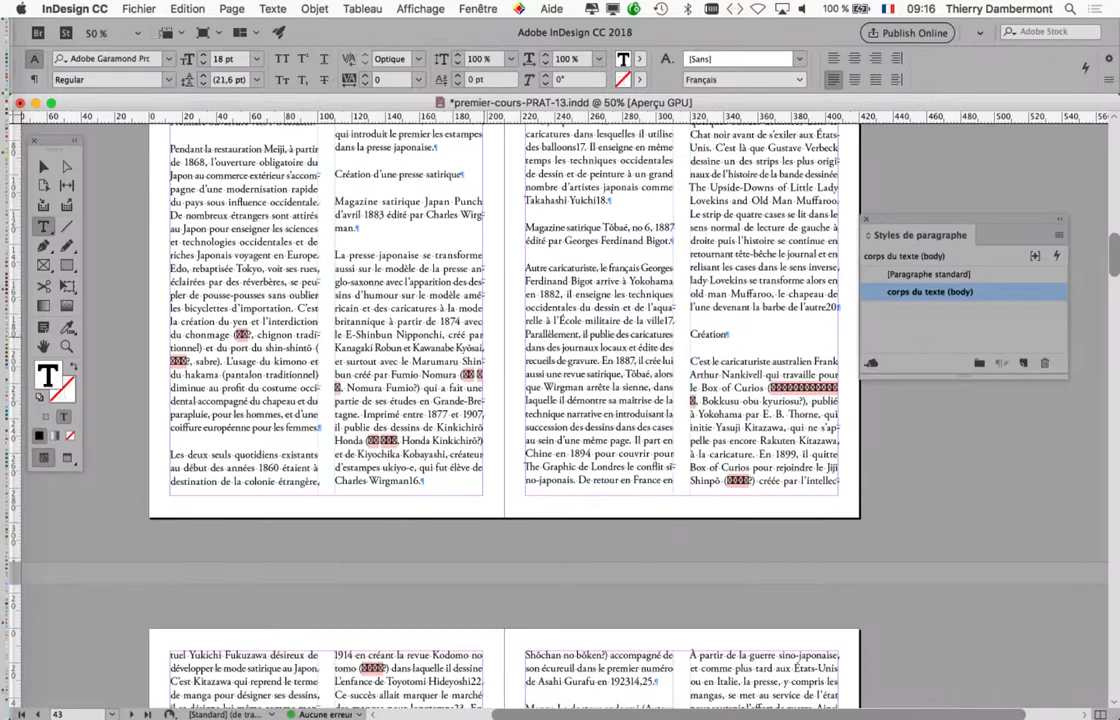 InDesign CC Fichier Edition Page Texte Objet Tableau Affichage Fenêtre Aide 100 % 09:16 Thierry Dambermont
Br St 50 % Adobe InDesign CC 2018 Publish Online Adobe Stock
A Adobe Garamond Prc 18 pt TT T¹ T Optique 100 % 100 % T A. [Sans]
Regular (21,6 pt) 0 0 pt 0° Français
*premier-cours-PRAT-13.indd @ 50% [Aperçu GPU]
Pendant la restauration Meiji, à partir
de 1868, l'ouverture obligatoire du
Japon au commerce extérieur s'accom-
pagne d'une modernisation rapide
du pays sous influence occidentale.
De nombreux étrangers sont attirés
au Japon pour enseigner les sciences
et technologies occidentales et de
riches Japonais voyagent en Europe.
Edo, rebaptisée Tokyo, voit ses rues,
éclairées par des réverbères, se peu-
pler de pousse-pousses sans oublier
les bicyclettes d'importation. C'est
la création du yen et l'interdiction
du chonmage ( ?, chignon tradi-
tionnel) et du port du shin-shintō (
?, sabre). L'usage du kimono et
du hakama (pantalon traditionnel)
diminue au profit du costume occi-
dental accompagné du chapeau et du
parapluie, pour les hommes, et d'une
coiffure européenne pour les femmes.
Les deux seuls quotidiens existants
au début des années 1860 étaient à
destination de la colonie étrangère,
qui introduit le premier les estampes
dans la presse japonaise.
Création d'une presse satirique¶
Magazine satirique Japan Punch
d'avril 1883 édité par Charles Wirg-
man.¶
La presse japonaise se transforme
aussi sur le modèle de la presse an-
glo-saxonne avec l'apparition des des-
sins d'humour sur le modèle amé-
ricain et des caricatures à la mode
britannique à partir de 1874 avec
le E-Shinbun Nipponchi, créé par
Kanagaki Robun et Kawanabe Kyōsai,
et surtout avec le Marumaru Shin-
bun créé par Fumio Nomura (
, Nomura Fumio?) qui a fait une
partie de ses études en Grande-Bre-
tagne. Imprimé entre 1877 et 1907,
il publie des dessins de Kinkichirō
Honda ( , Honda Kinkichirō?)
et de Kiyochika Kobayashi, créateur
d'estampes ukiyo-e, qui fut élève de
Charles Wirgman16.¶
caricatures dans lesquelles il utilise
des ballons17. Il enseigne en même
temps les techniques occidentales
de dessin et de peinture à un grand
nombre d'artistes japonais comme
Takahashi Yuichi18.¶
Magazine satirique Tôbaé, no 6, 1887
édité par Georges Ferdinand Bigot.¶
Autre caricaturiste, le français Georges
Ferdinand Bigot arrive à Yokohama
en 1882, il enseigne les techniques
occidentales du dessin et de l'aqua-
relle à l'École militaire de la ville17.
Parallèlement, il publie des caricatures
dans des journaux locaux et édite des
recueils de gravure. En 1887, il crée lui
aussi une revue satirique, Tôbaé, alors
que Wirgman arrête la sienne, dans
laquelle il démontre sa maîtrise de la
technique narrative en introduisant la
succession des dessins dans des cases
au sein d'une même page. Il part en
Chine en 1894 pour couvrir pour
The Graphic de Londres le conflit si-
no-japonais. De retour en France en
Chat noir avant de s'exiler aux États-
Unis. C'est là que Gustave Verbeck
dessine un des strips les plus origi-
naux de l'histoire de la bande dessinée
The Upside-Downs of Little Lady
Lovekins and Old Man Muffaroo.
Le strip de quatre cases se lit dans le
sens normal de lecture de gauche à
droite puis l'histoire se continue en
retournant tête-bêche le journal et en
relisant les cases dans le sens inverse,
lady Lovekins se transforme alors en
old man Muffaroo, le chapeau de
l'une devenant la barbe de l'autre20.
Création¶
C'est le caricaturiste australien Frank
Arthur Nankivell qui travaille pour
le Box of Curios (
, Bokkusu obu kyuriosu?), publié
à Yokohama par E. B. Thorne, qui
initie Yasuji Kitazawa, qui ne s'ap-
pelle pas encore Rakuten Kitazawa,
à la caricature. En 1899, il quitte
Box of Curios pour rejoindre le Jiji
Shinpō ( ?) créée par l'intellec-
Styles de paragraphe
corps du texte (body)
[Paragraphe standard]
corps du texte (body)
tuel Yukichi Fukuzawa désireux de
développer le mode satirique au Japon.
C'est Kitazawa qui reprend le terme
de manga pour désigner ses dessins,
1914 en créant la revue Kodomo no
tomo ( ?) dans laquelle il dessine
L'enfance de Toyotomi Hideyoshi22.
Ce succès allait marquer le marché
Shōchan no bōken?) accompagné de
son écureuil dans le premier numéro
de Asahi Gurafu en 192314,25.¶
À partir de la guerre sino-japonaise,
et comme plus tard aux États-Unis
ou en Italie, la presse, y compris les
mangas, se met au service de l'état
43 [Standard] (de tra... Aucune erreur